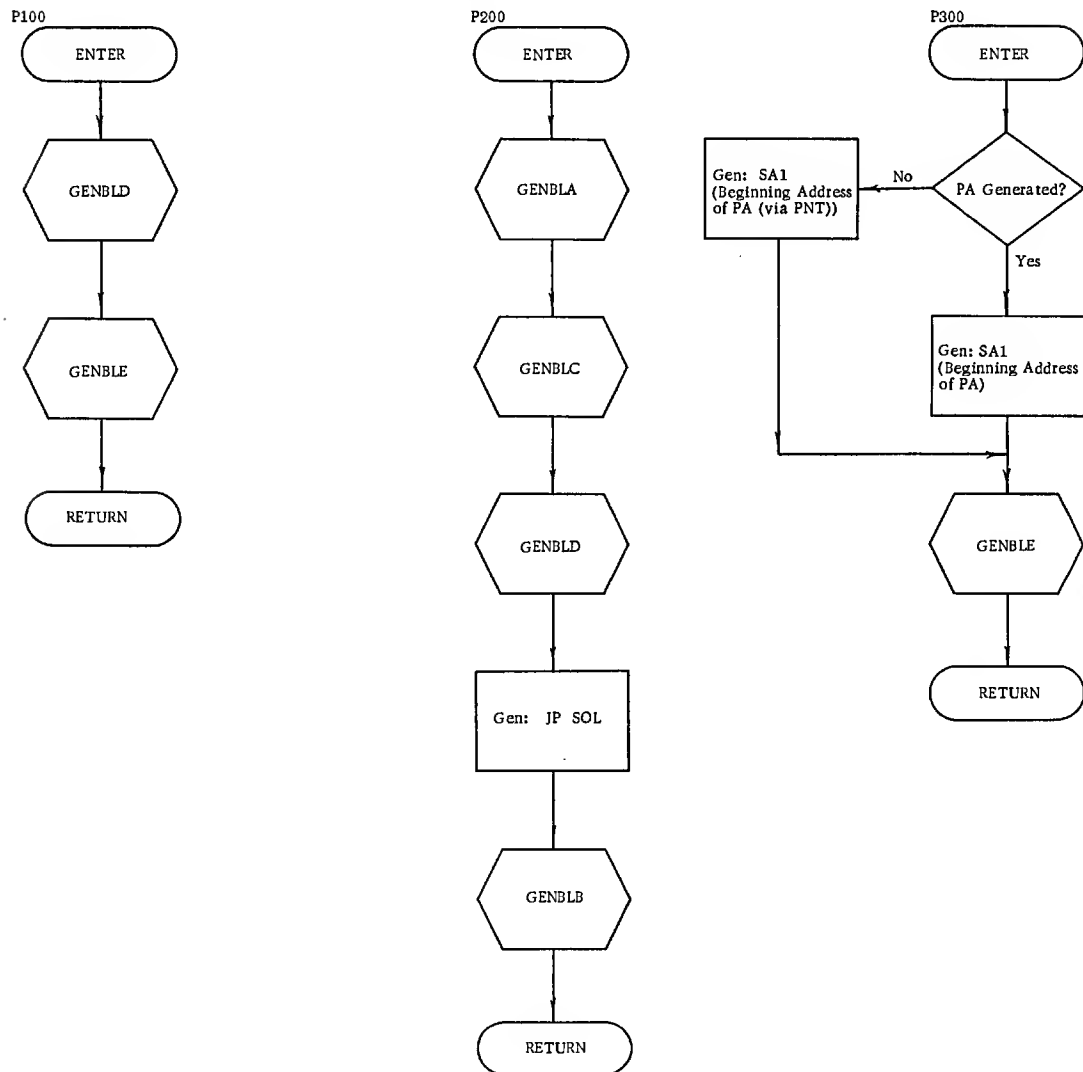 P100
ENTER
GENBLD
GENBLE
RETURN
P200
ENTER
GENBLA
GENBLC
GENBLD
Gen: JP SOL
GENBLB
RETURN
P300
ENTER
PA Generated?
No
Gen: SA1
(Beginning Address
of PA (via PNT))
Yes
Gen: SA1
(Beginning Address
of PA)
GENBLE
RETURN